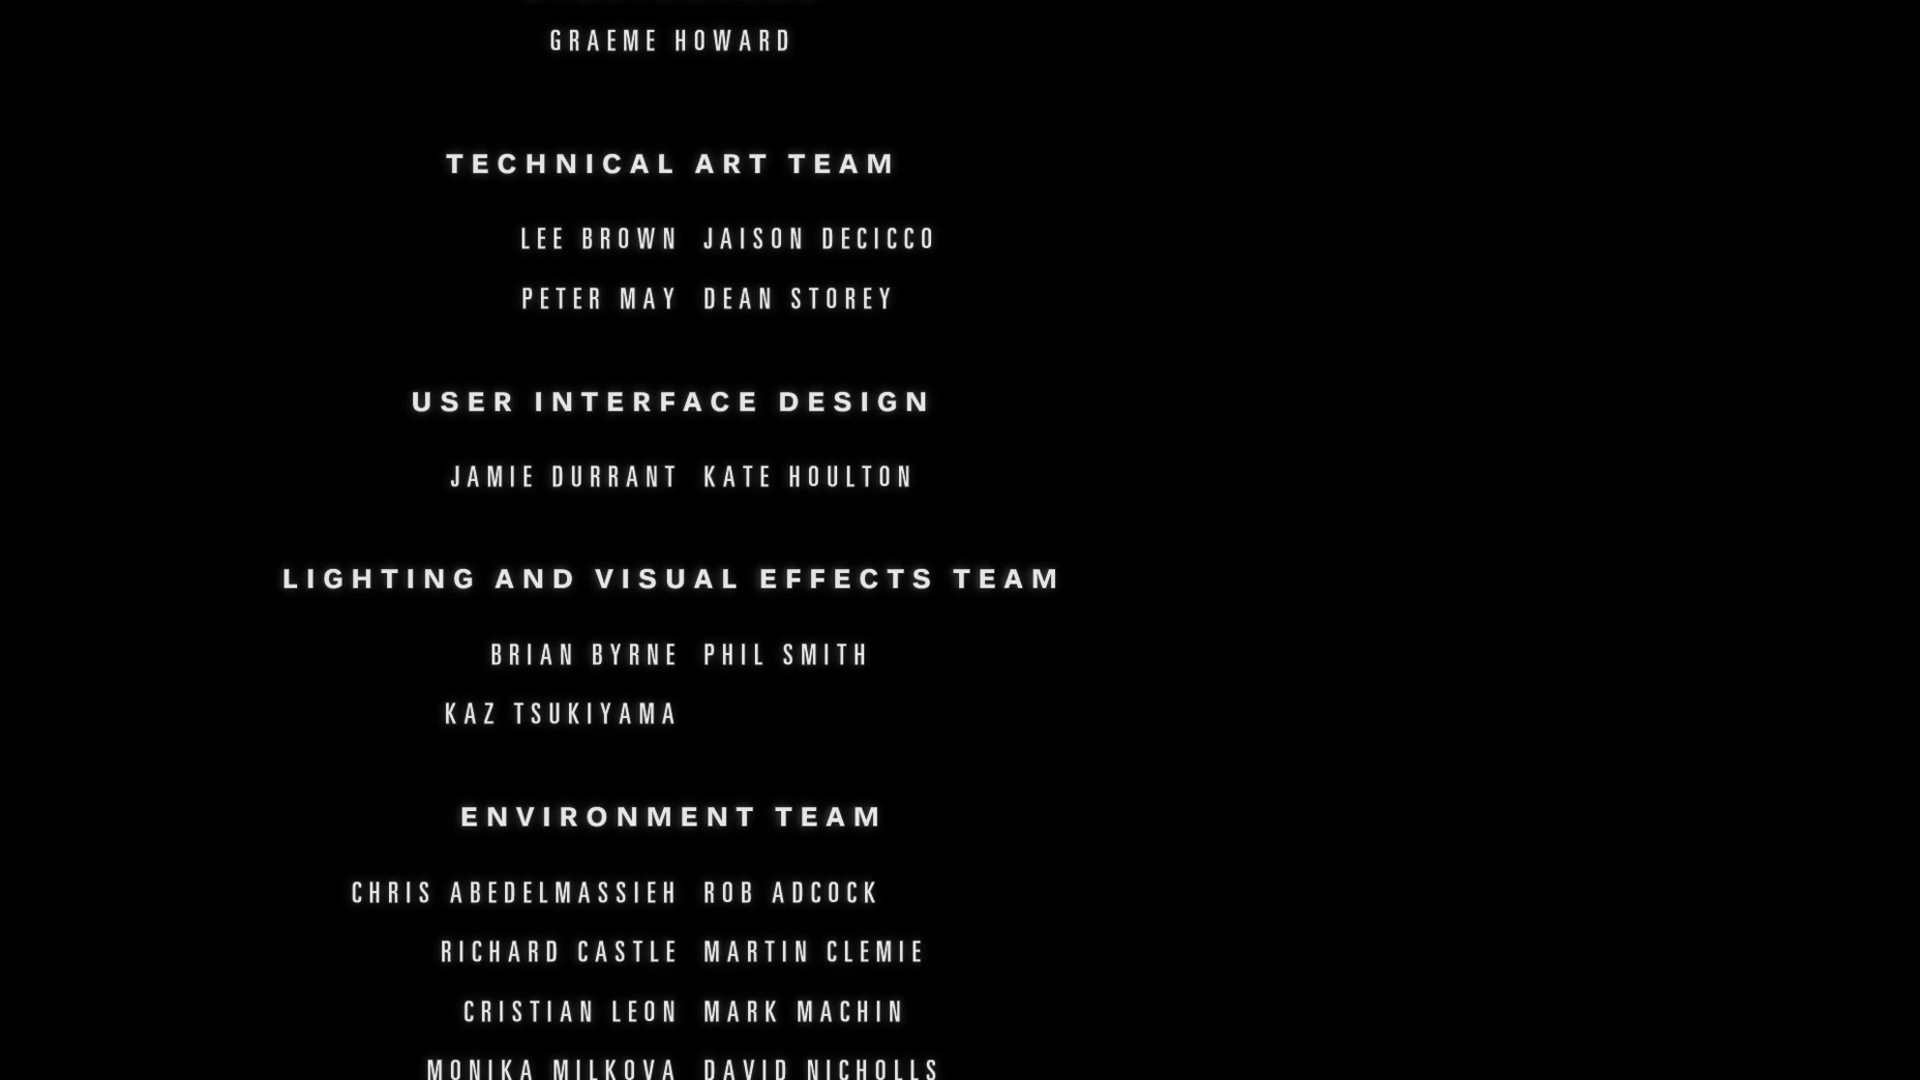 GRAEME HOWARD
TECHNICAL ART TEAM
LEE BROWN JAISON DECICCO
PETER MAY DEAN STOREY
USER INTERFACE DESIGN
JAMIE DURRANT KATE HOULTON
LIGHTING AND VISUAL EFFECTS TEAM
BRIAN BYRNE PHIL SMITH
KAZ TSUKIYAMA
ENVIRONMENT TEAM
CHRIS ABEDELMASSIEH ROB ADCOCK
RICHARD CASTLE MARTIN CLEMIE
CRISTIAN LEON MARK MACHIN
MONIKA MILKOVA DAVID NICHOLLS